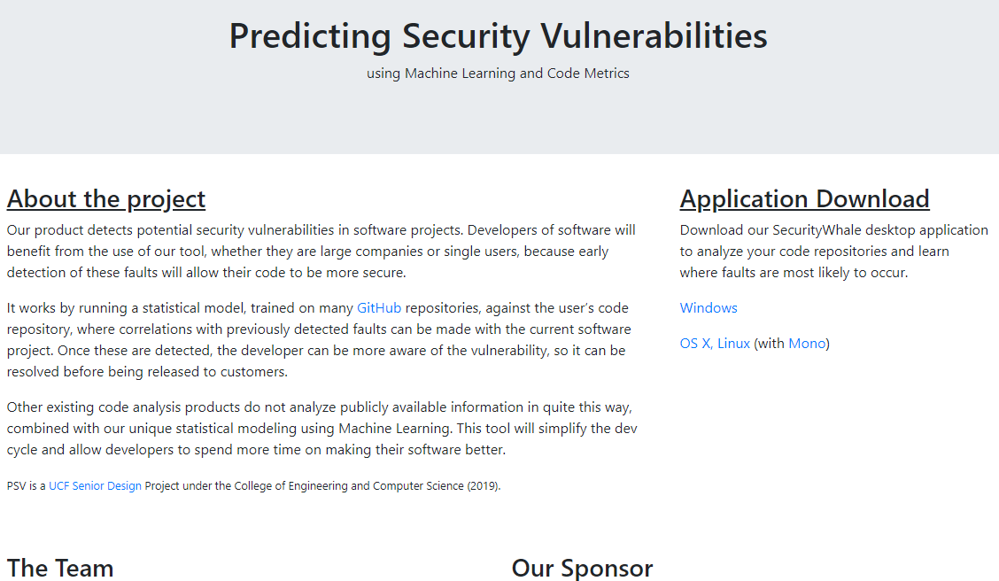 Predicting Security Vulnerabilities
using Machine Learning and Code Metrics
About the project
Our product detects potential security vulnerabilities in software projects. Developers of software will
benefit from the use of our tool, whether they are large companies or single users, because early
detection of these faults will allow their code to be more secure.
It works by running a statistical model, trained on many GitHub repositories, against the user’s code
repository, where correlations with previously detected faults can be made with the current software
project. Once these are detected, the developer can be more aware of the vulnerability, so it can be
resolved before being released to customers.
Other existing code analysis products do not analyze publicly available information in quite this way,
combined with our unique statistical modeling using Machine Learning. This tool will simplify the dev
cycle and allow developers to spend more time on making their software better.
PSV is a UCF Senior Design Project under the College of Engineering and Computer Science (2019).
Application Download
Download our SecurityWhale desktop application
to analyze your code repositories and learn
where faults are most likely to occur.
Windows
OS X, Linux (with Mono)
The Team
Our Sponsor